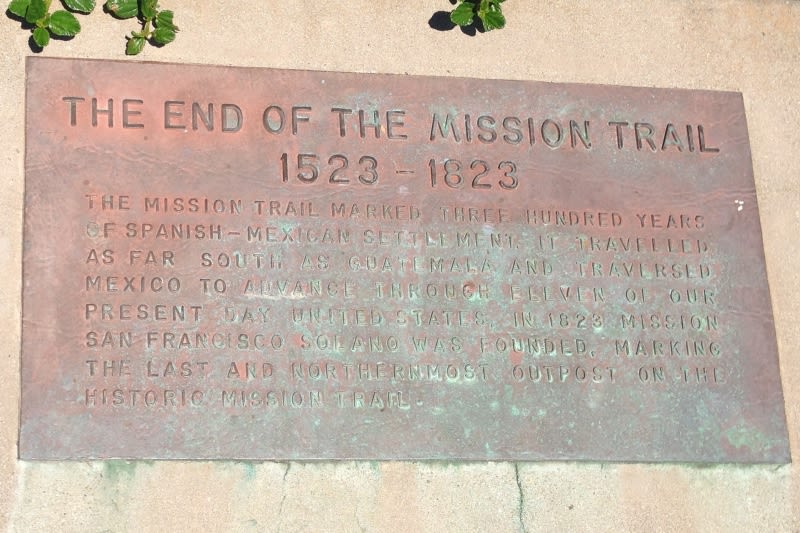 THE END OF THE MISSION TRAIL
1523 - 1823
THE MISSION TRAIL MARKED THREE HUNDRED YEARS
OF SPANISH-MEXICAN SETTLEMENT. IT TRAVELLED
AS FAR SOUTH AS GUATEMALA AND TRAVERSED
MEXICO TO ADVANCE THROUGH ELEVEN OF OUR
PRESENT DAY UNITED STATES. IN 1823 MISSION
SAN FRANCISCO SOLANO WAS FOUNDED, MARKING
THE LAST AND NORTHERNMOST OUTPOST ON THE
HISTORIC MISSION TRAIL.